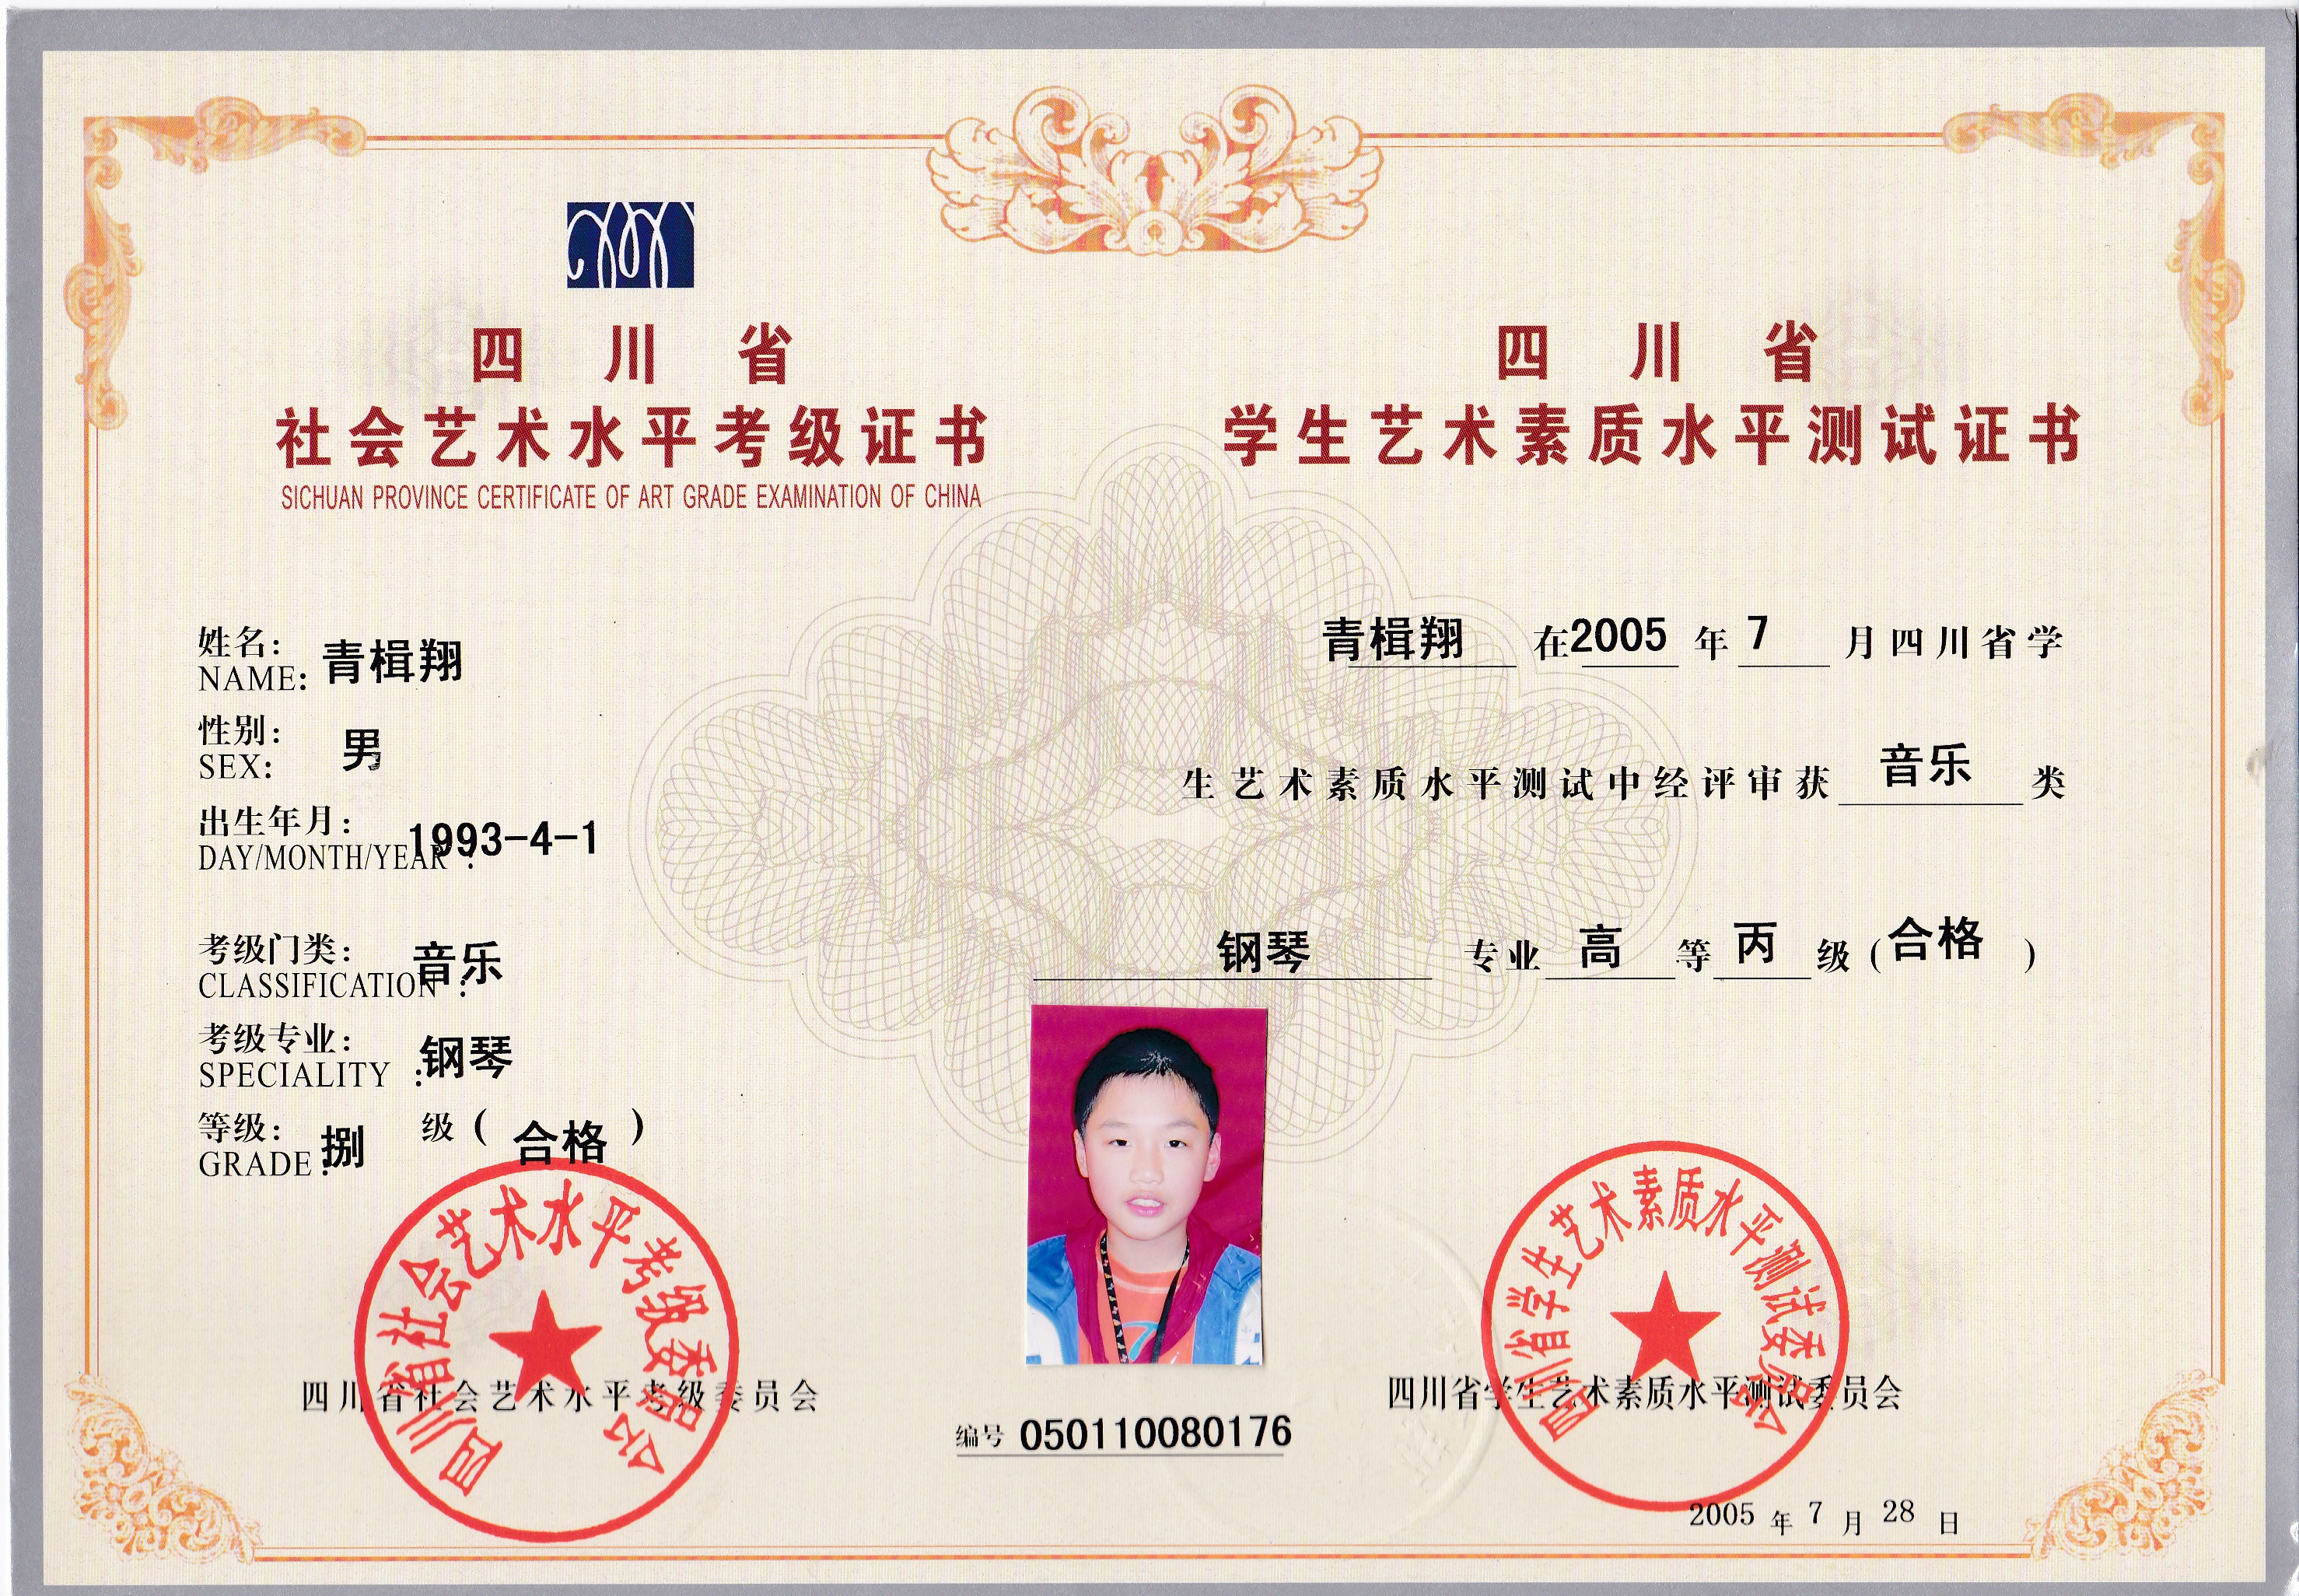 四川省
社会艺术水平考级证书
SICHUAN PROVINCE CERTIFICATE OF ART GRADE EXAMINATION OF CHINA
姓名：
NAME: 青楫翔
性别：
SEX: 男
出生年月：
DAY/MONTH/YEAR : 1993-4-1
考级门类：
CLASSIFICATION : 音乐
考级专业：
SPECIALITY : 钢琴
等级： 捌 级（合格）
GRADE :
四川省社会艺术水平考级委员会
四川省社会艺术水平考级委员会
四川省
学生艺术素质水平测试证书
青楫翔 在2005 年 7 月四川省学
生艺术素质水平测试中经评审获 音乐 类
钢琴 专业 高 等 丙 级（合格）
四川省学生艺术素质水平测试委员会
四川省学生艺术素质水平测试委员会
编号 050110080176
2005 年 7 月 28 日